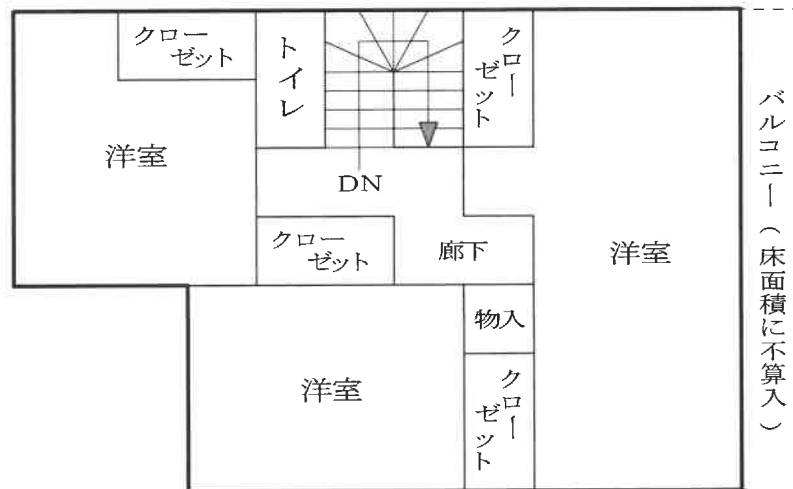 クロー
ゼット
トイレ
クロー
ゼット
バルコニー（床面積に不算入）
洋室
DN
クロー
ゼット
廊下
洋室
物入
洋室
クロー
ゼット